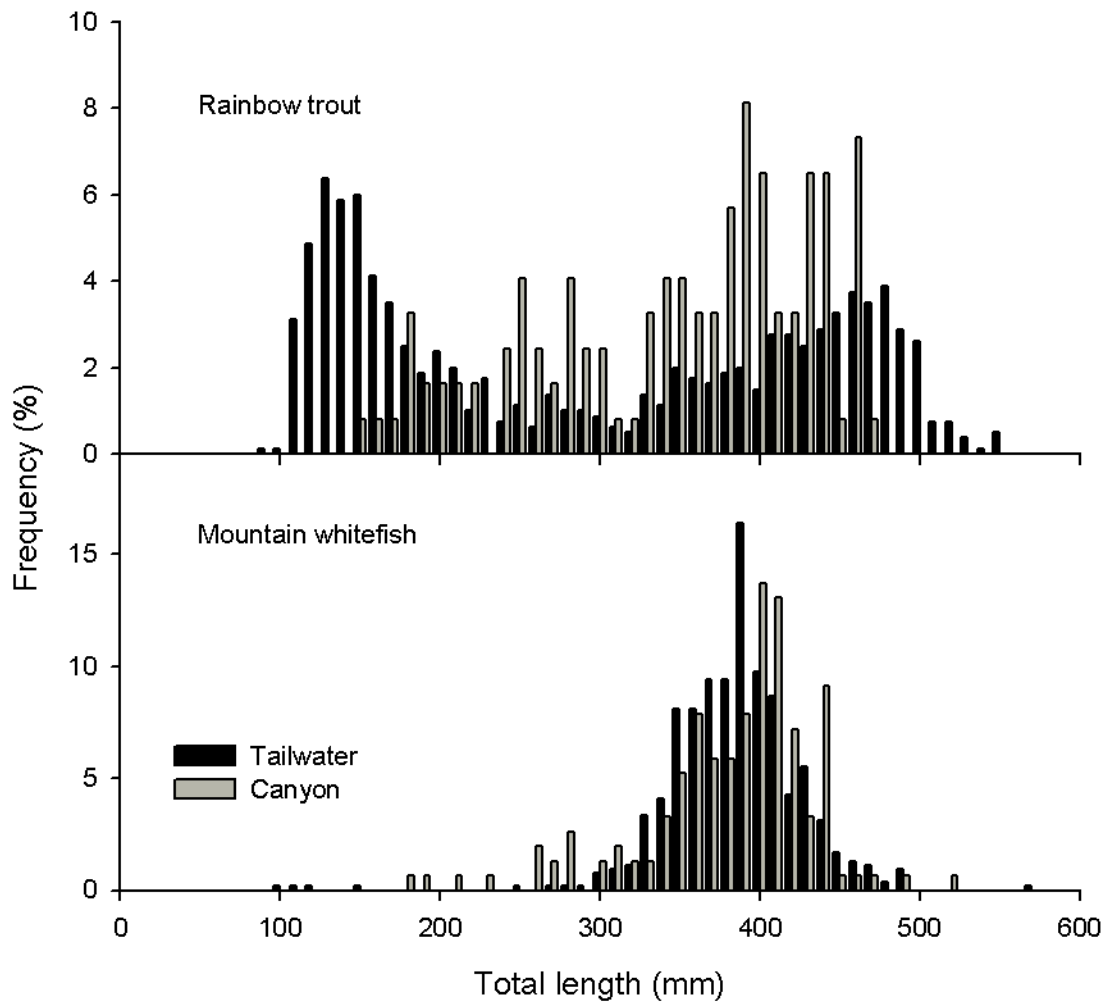 10
8
6
4
2
0
Rainbow trout
Frequency (%)
15
10
5
0
Mountain whitefish
Tailwater
Canyon
0 100 200 300 400 500 600
Total length (mm)